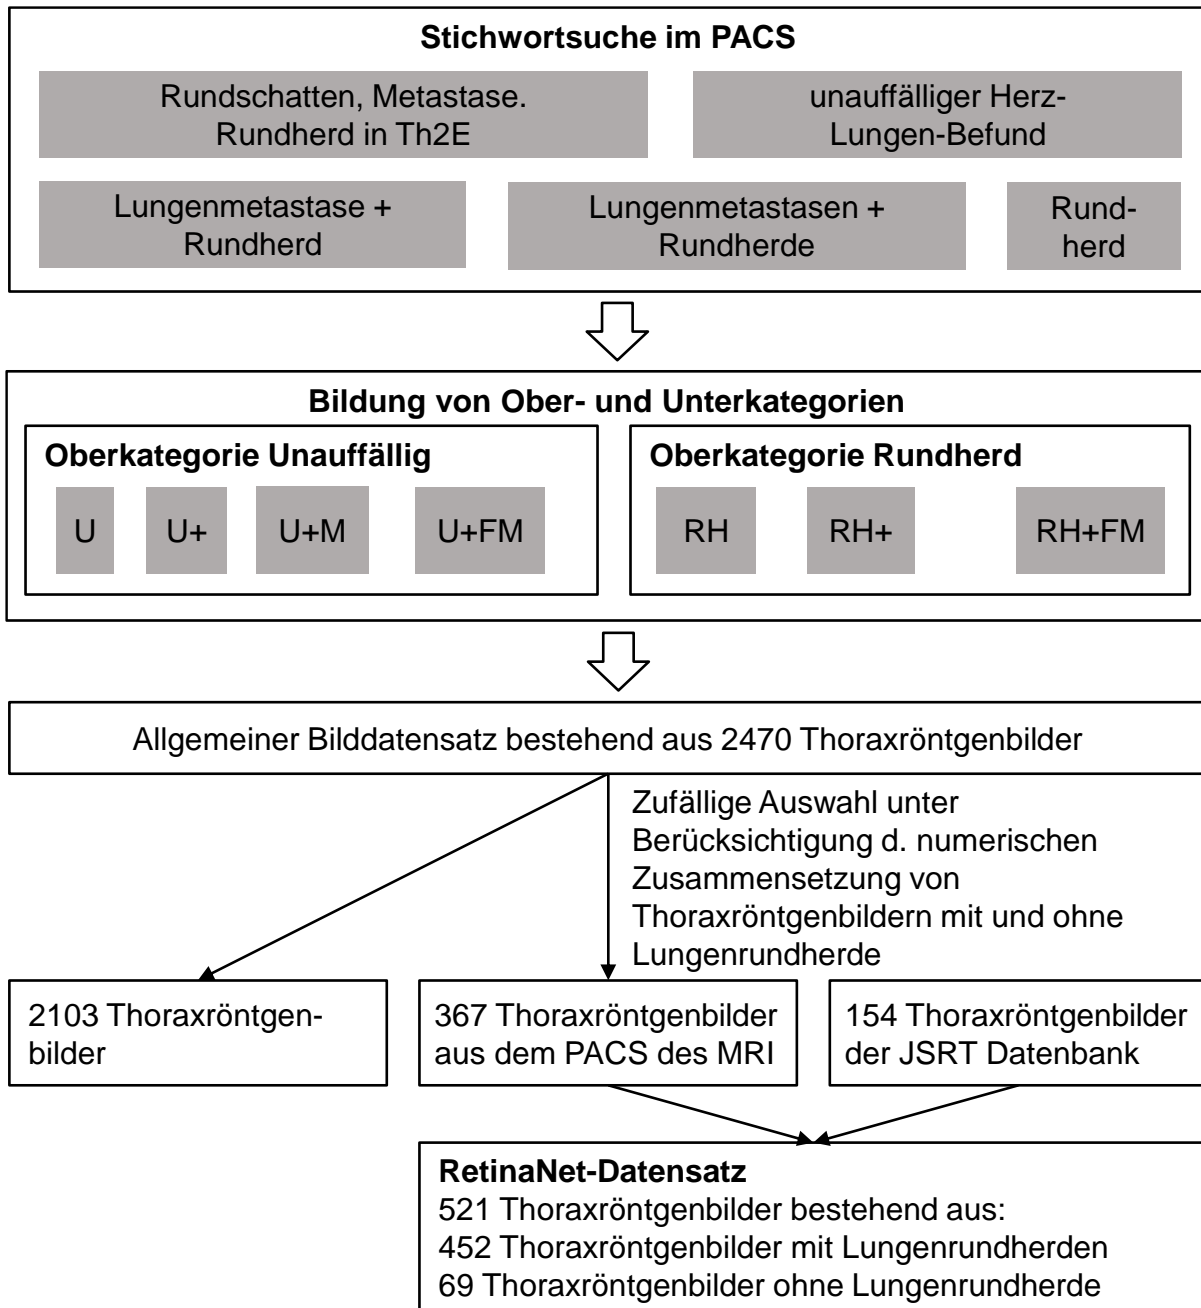 Stichwortsuche im PACS
Rundschatten, Metastase.
Rundherd in Th2E
unauffälliger Herz-
Lungen-Befund
Lungenmetastase +
Rundherd
Lungenmetastasen +
Rundherde
Rund-
herd
Bildung von Ober- und Unterkategorien
Oberkategorie Unauffällig
U
U+
U+M
U+FM
Oberkategorie Rundherd
RH
RH+
RH+FM
Allgemeiner Bilddatensatz bestehend aus 2470 Thoraxröntgenbilder
Zufällige Auswahl unter
Berücksichtigung d. numerischen
Zusammensetzung von
Thoraxröntgenbildern mit und ohne
Lungenrundherde
2103 Thoraxröntgen-
bilder
367 Thoraxröntgenbilder
aus dem PACS des MRI
154 Thoraxröntgenbilder
der JSRT Datenbank
RetinaNet-Datensatz
521 Thoraxröntgenbilder bestehend aus:
452 Thoraxröntgenbilder mit Lungenrundherden
69 Thoraxröntgenbilder ohne Lungenrundherde